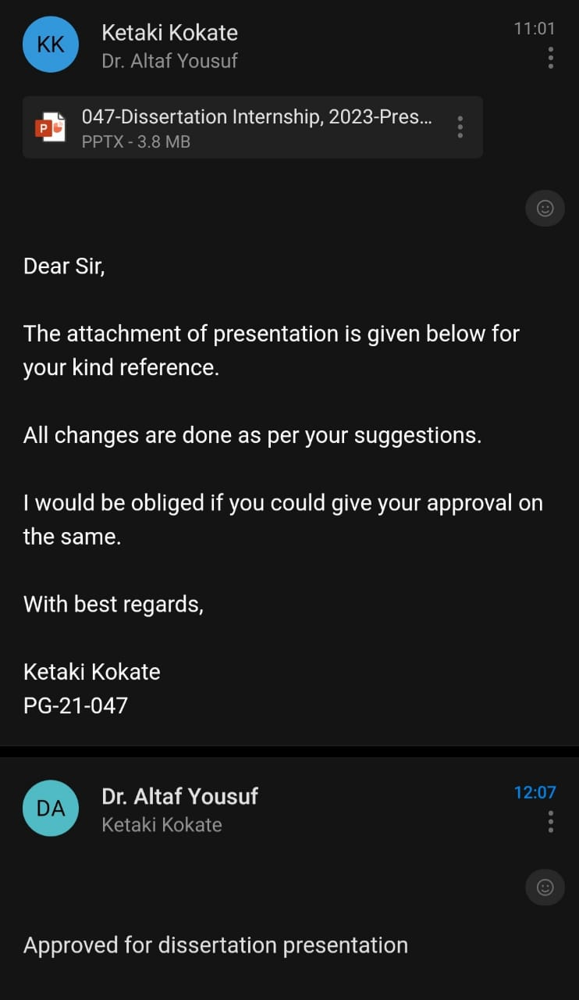 KK
Ketaki Kokate
11:01
Dr. Altaf Yousuf
P
047-Dissertation Internship, 2023-Pres...
PPTX - 3.8 MB
Dear Sir,
The attachment of presentation is given below for
your kind reference.
All changes are done as per your suggestions.
I would be obliged if you could give your approval on
the same.
With best regards,
Ketaki Kokate
PG-21-047
DA
Dr. Altaf Yousuf
12:07
Ketaki Kokate
Approved for dissertation presentation